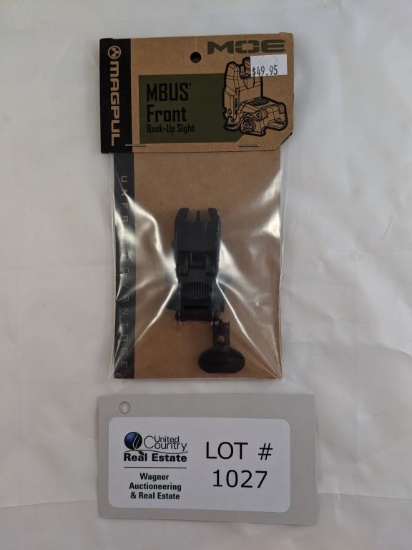 MAGPUL
MOE
$49.95
MBUS®
Front
Back-Up Sight
United
Country
Real Estate
Wagner
Auctioneering
& Real Estate
LOT #
1027